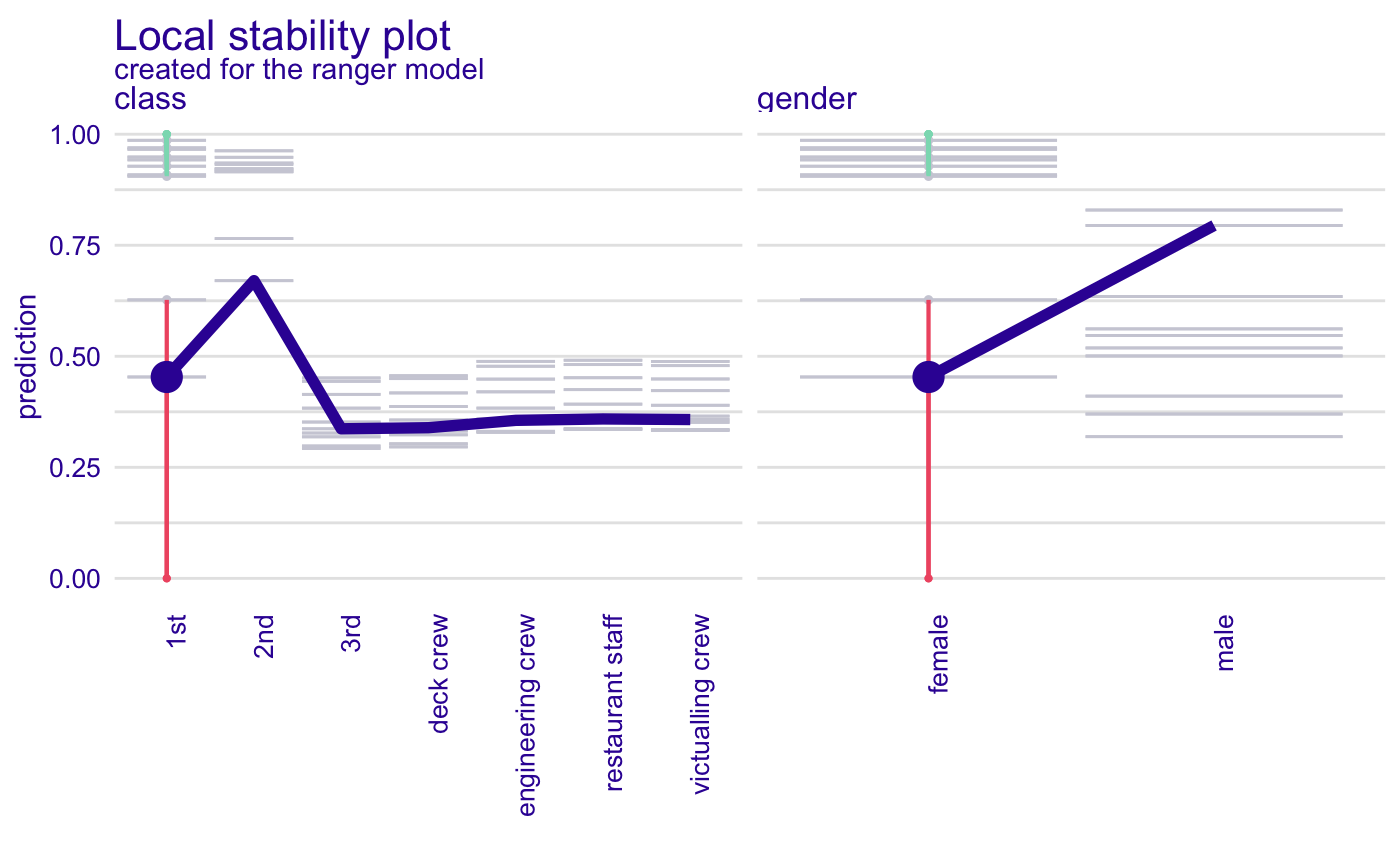 Local stability plot
created for the ranger model
class
gender
prediction
1.00
0.75
0.50
0.25
0.00
1st
2nd
3rd
deck crew
engineering crew
restaurant staff
victualling crew
female
male